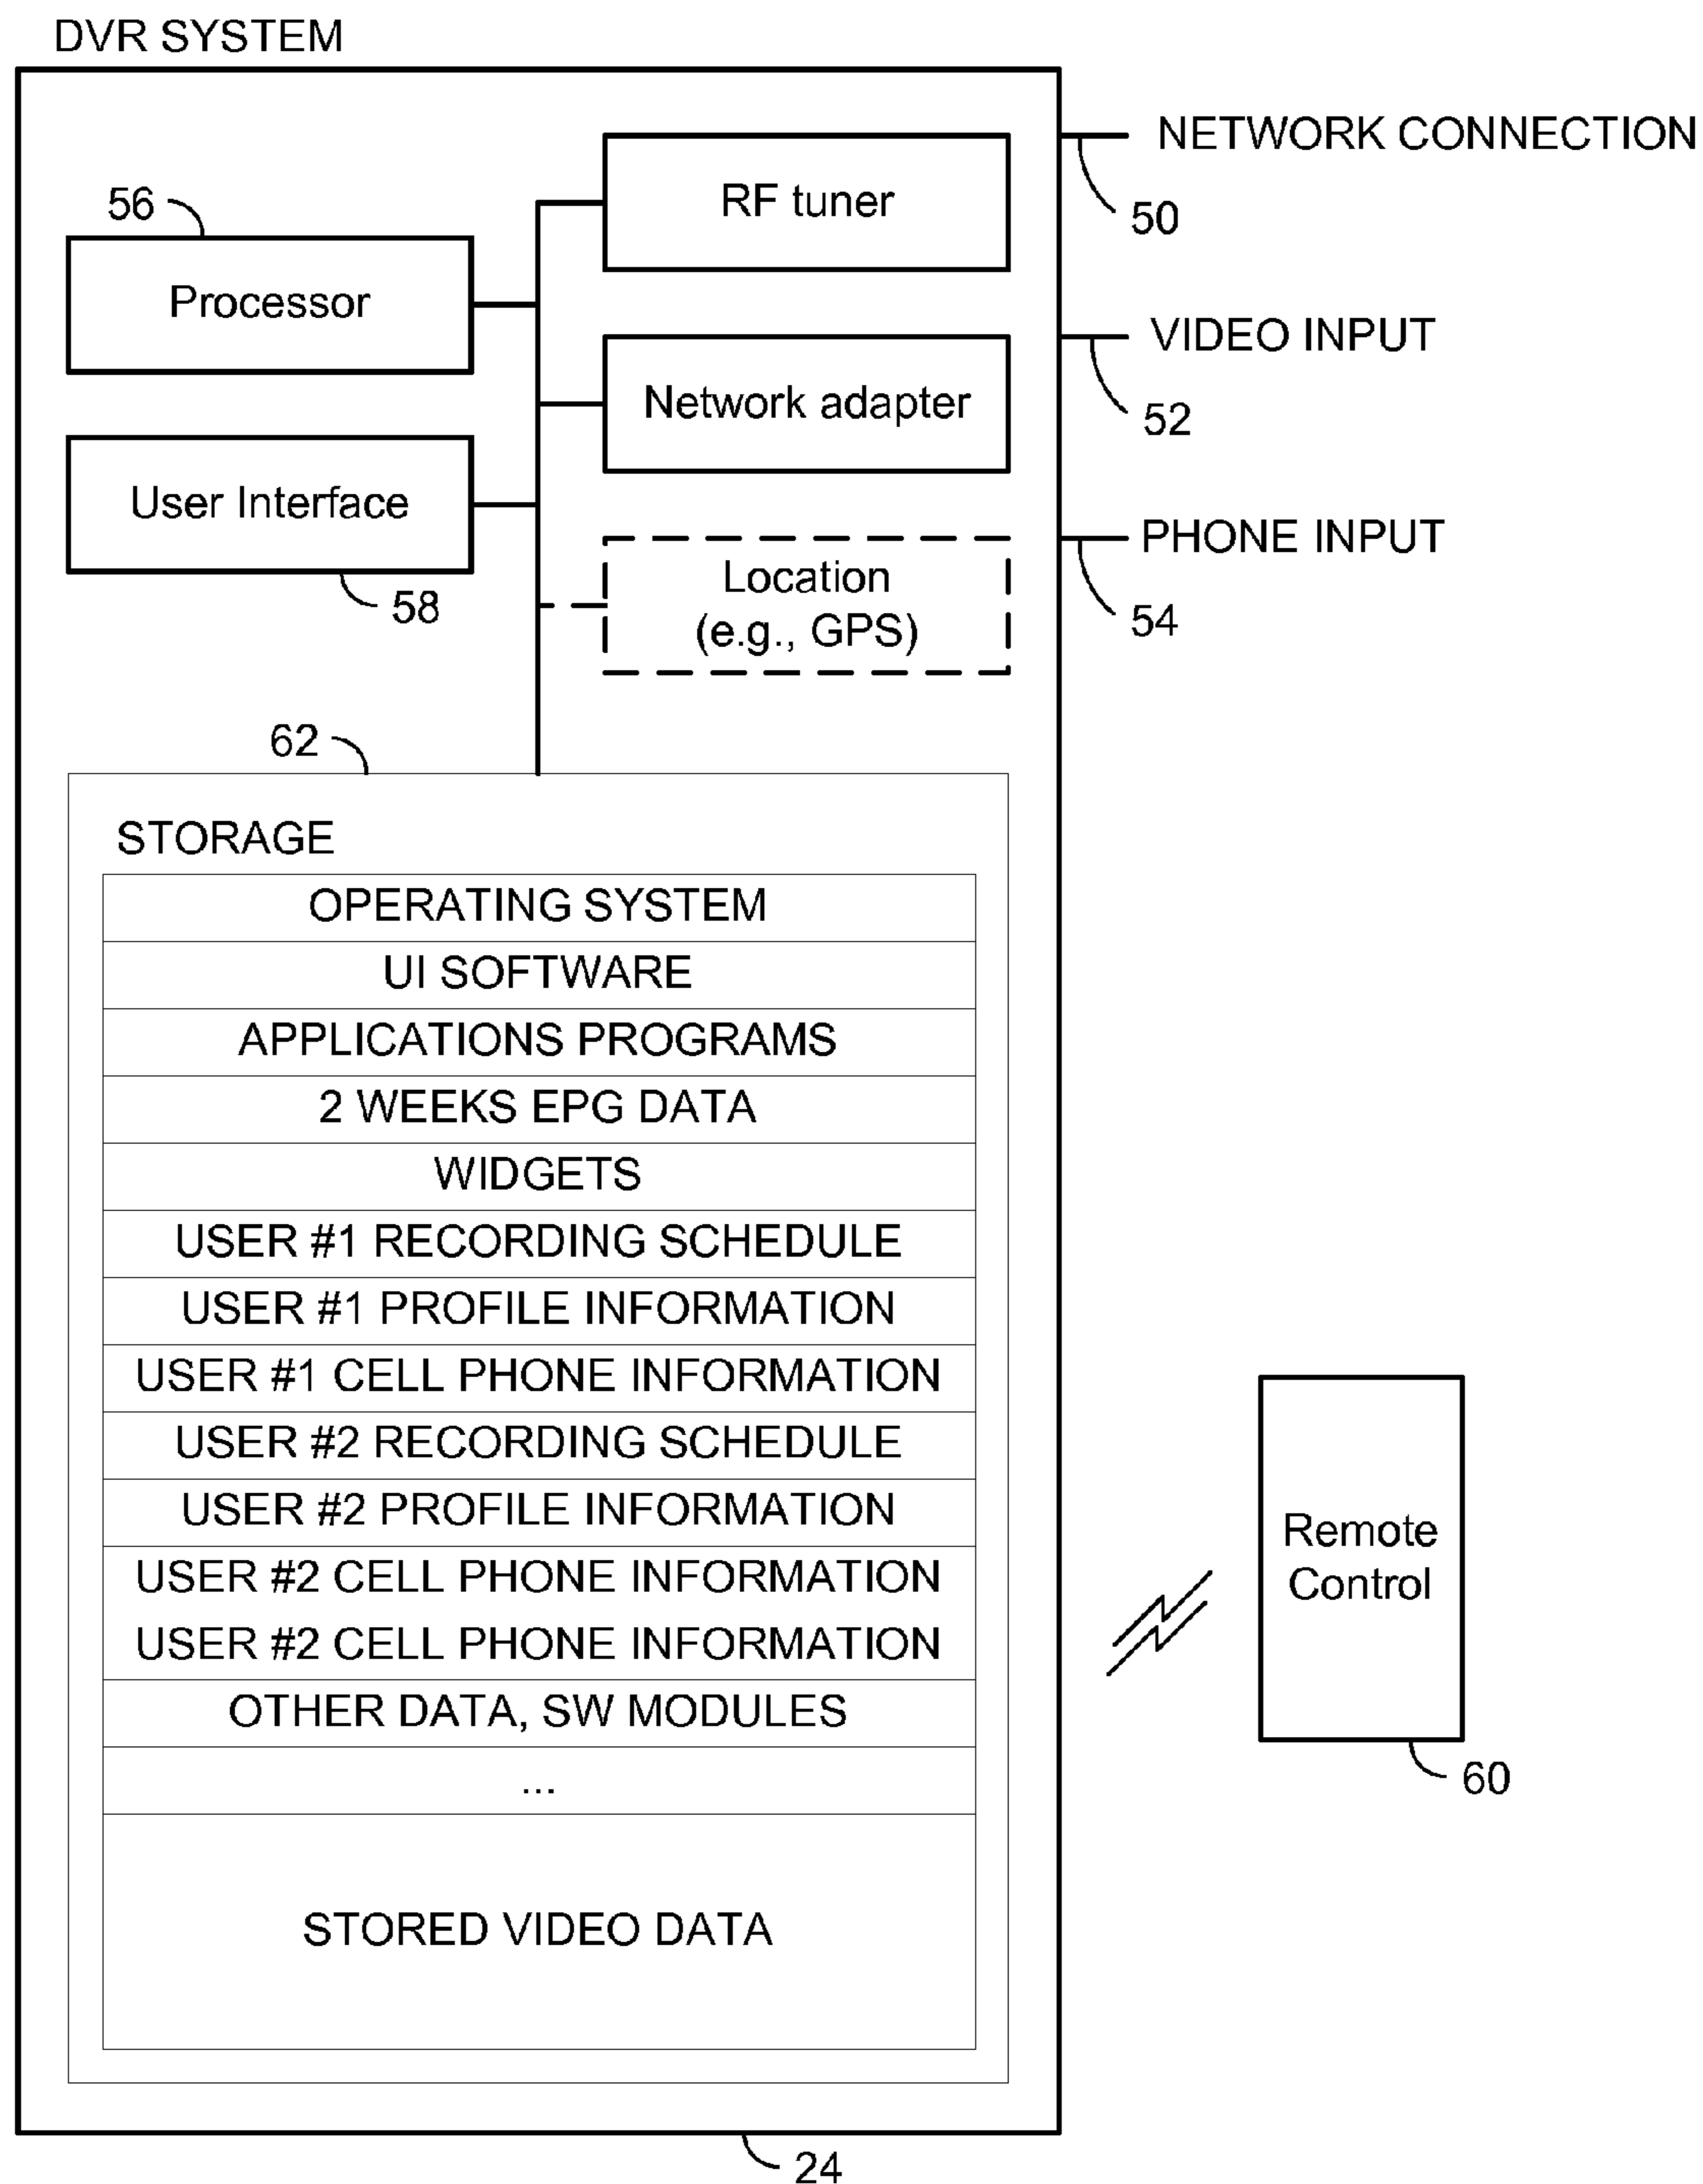 DVR SYSTEM
NETWORK CONNECTION
50
RF tuner
56
Processor
VIDEO INPUT
52
Network adapter
User Interface
58
PHONE INPUT
54
Location
(e.g., GPS)
62
STORAGE
OPERATING SYSTEM
UI SOFTWARE
APPLICATIONS PROGRAMS
2 WEEKS EPG DATA
WIDGETS
USER #1 RECORDING SCHEDULE
USER #1 PROFILE INFORMATION
USER #1 CELL PHONE INFORMATION
USER #2 RECORDING SCHEDULE
USER #2 PROFILE INFORMATION
USER #2 CELL PHONE INFORMATION
USER #2 CELL PHONE INFORMATION
OTHER DATA, SW MODULES
...
STORED VIDEO DATA
Remote
Control
60
24